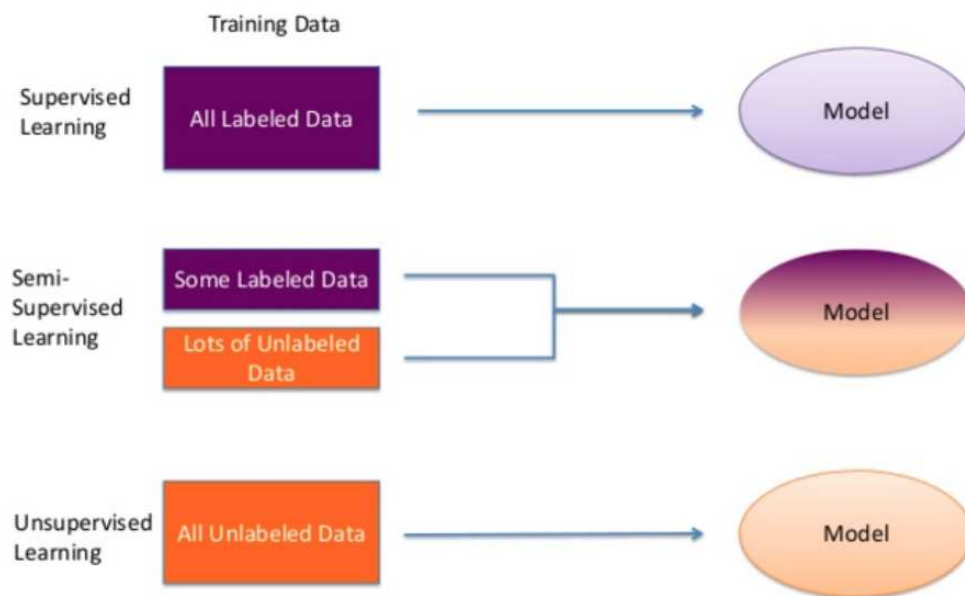 Training Data
Supervised
Learning
All Labeled Data
Model
Semi-
Supervised
Learning
Some Labeled Data
Lots of Unlabeled
Data
Model
Unsupervised
Learning
All Unlabeled Data
Model